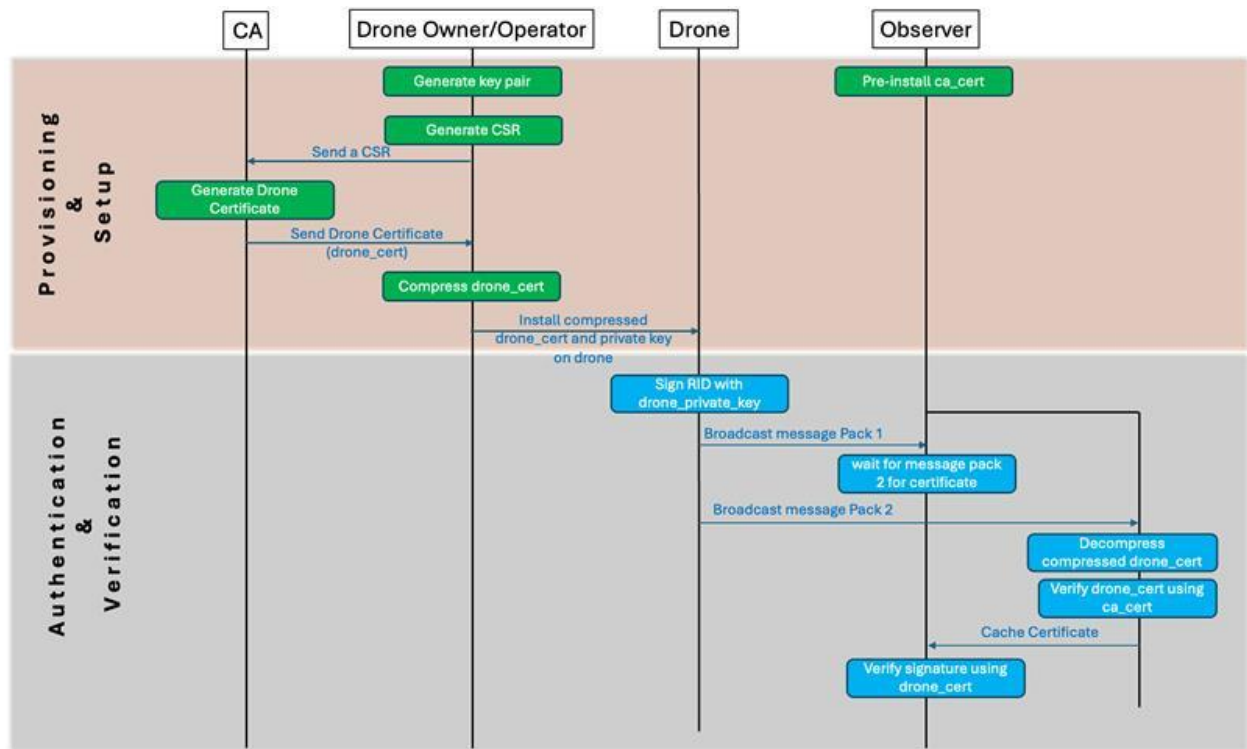 CA
Drone Owner/Operator
Drone
Observer
Provisioning
&
Setup
Generate key pair
Pre-install ca_cert
Generate CSR
Send a CSR
Generate Drone
Certificate
Send Drone Certificate
(drone_cert)
Compress drone_cert
Install compressed
drone_cert and private key
on drone
Authentication
&
Verification
Sign RID with
drone_private_key
Broadcast message Pack 1
wait for message pack
2 for certificate
Broadcast message Pack 2
Decompress
compressed drone_cert
Verify drone_cert using
ca_cert
Cache Certificate
Verify signature using
drone_cert